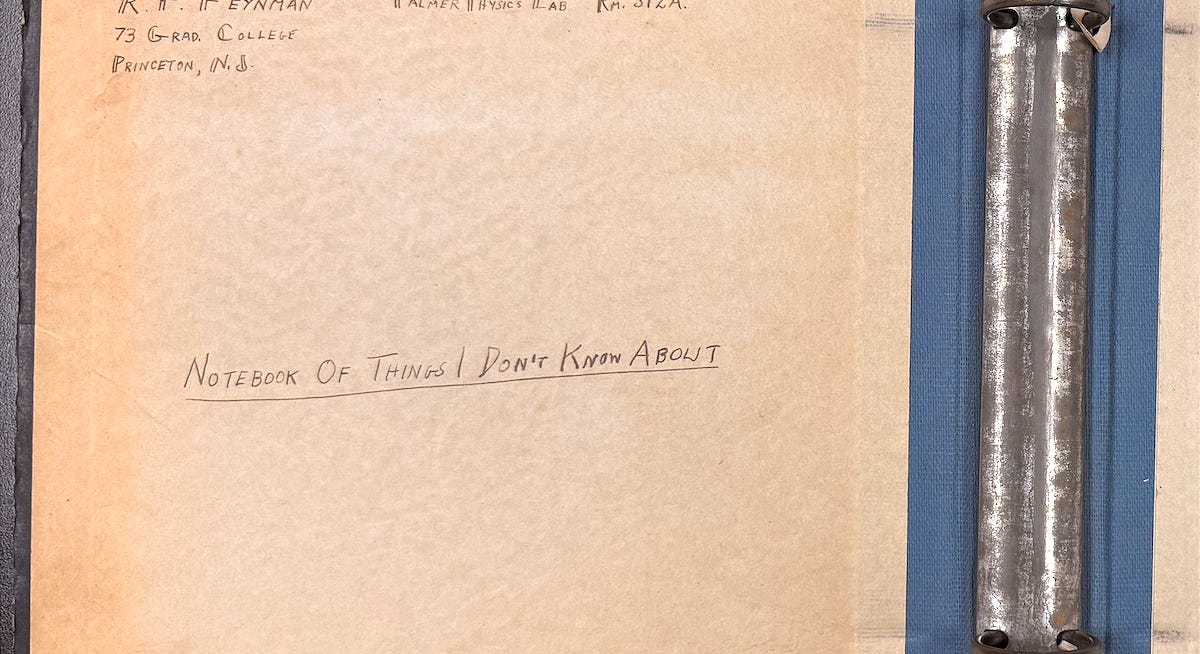 R. P. FEYNMAN PALMER PHYSICS LAB RM. 312A.
73 GRAD. COLLEGE
PRINCETON, N.J.
NOTEBOOK OF THINGS I DON'T KNOW ABOUT